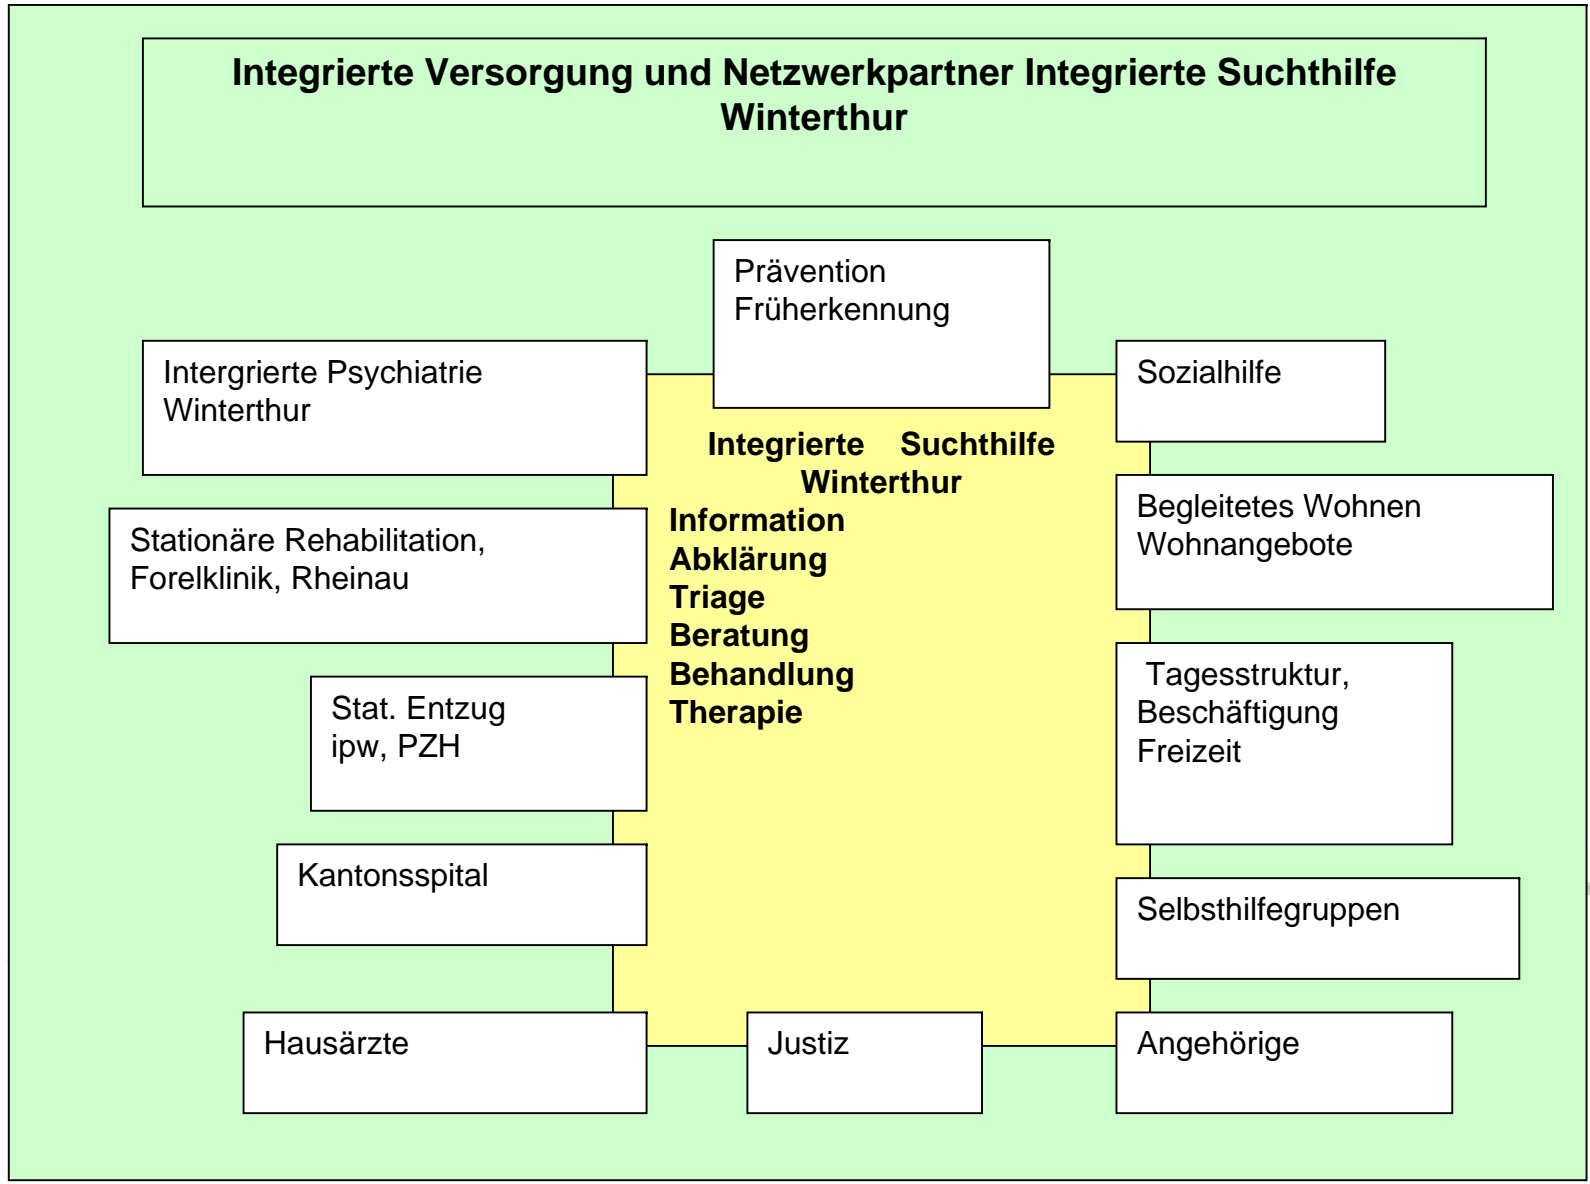 Integrierte Versorgung und Netzwerkpartner Integrierte Suchthilfe
Winterthur
Prävention
Früherkennung
Intergrierte Psychiatrie
Winterthur
Sozialhilfe
Integrierte Suchthilfe
Winterthur
Information
Abklärung
Triage
Beratung
Behandlung
Therapie
Stationäre Rehabilitation,
Forelklinik, Rheinau
Begleitetes Wohnen
Wohnangebote
Stat. Entzug
ipw, PZH
Tagesstruktur,
Beschäftigung
Freizeit
Kantonsspital
Selbsthilfegruppen
Hausärzte
Justiz
Angehörige